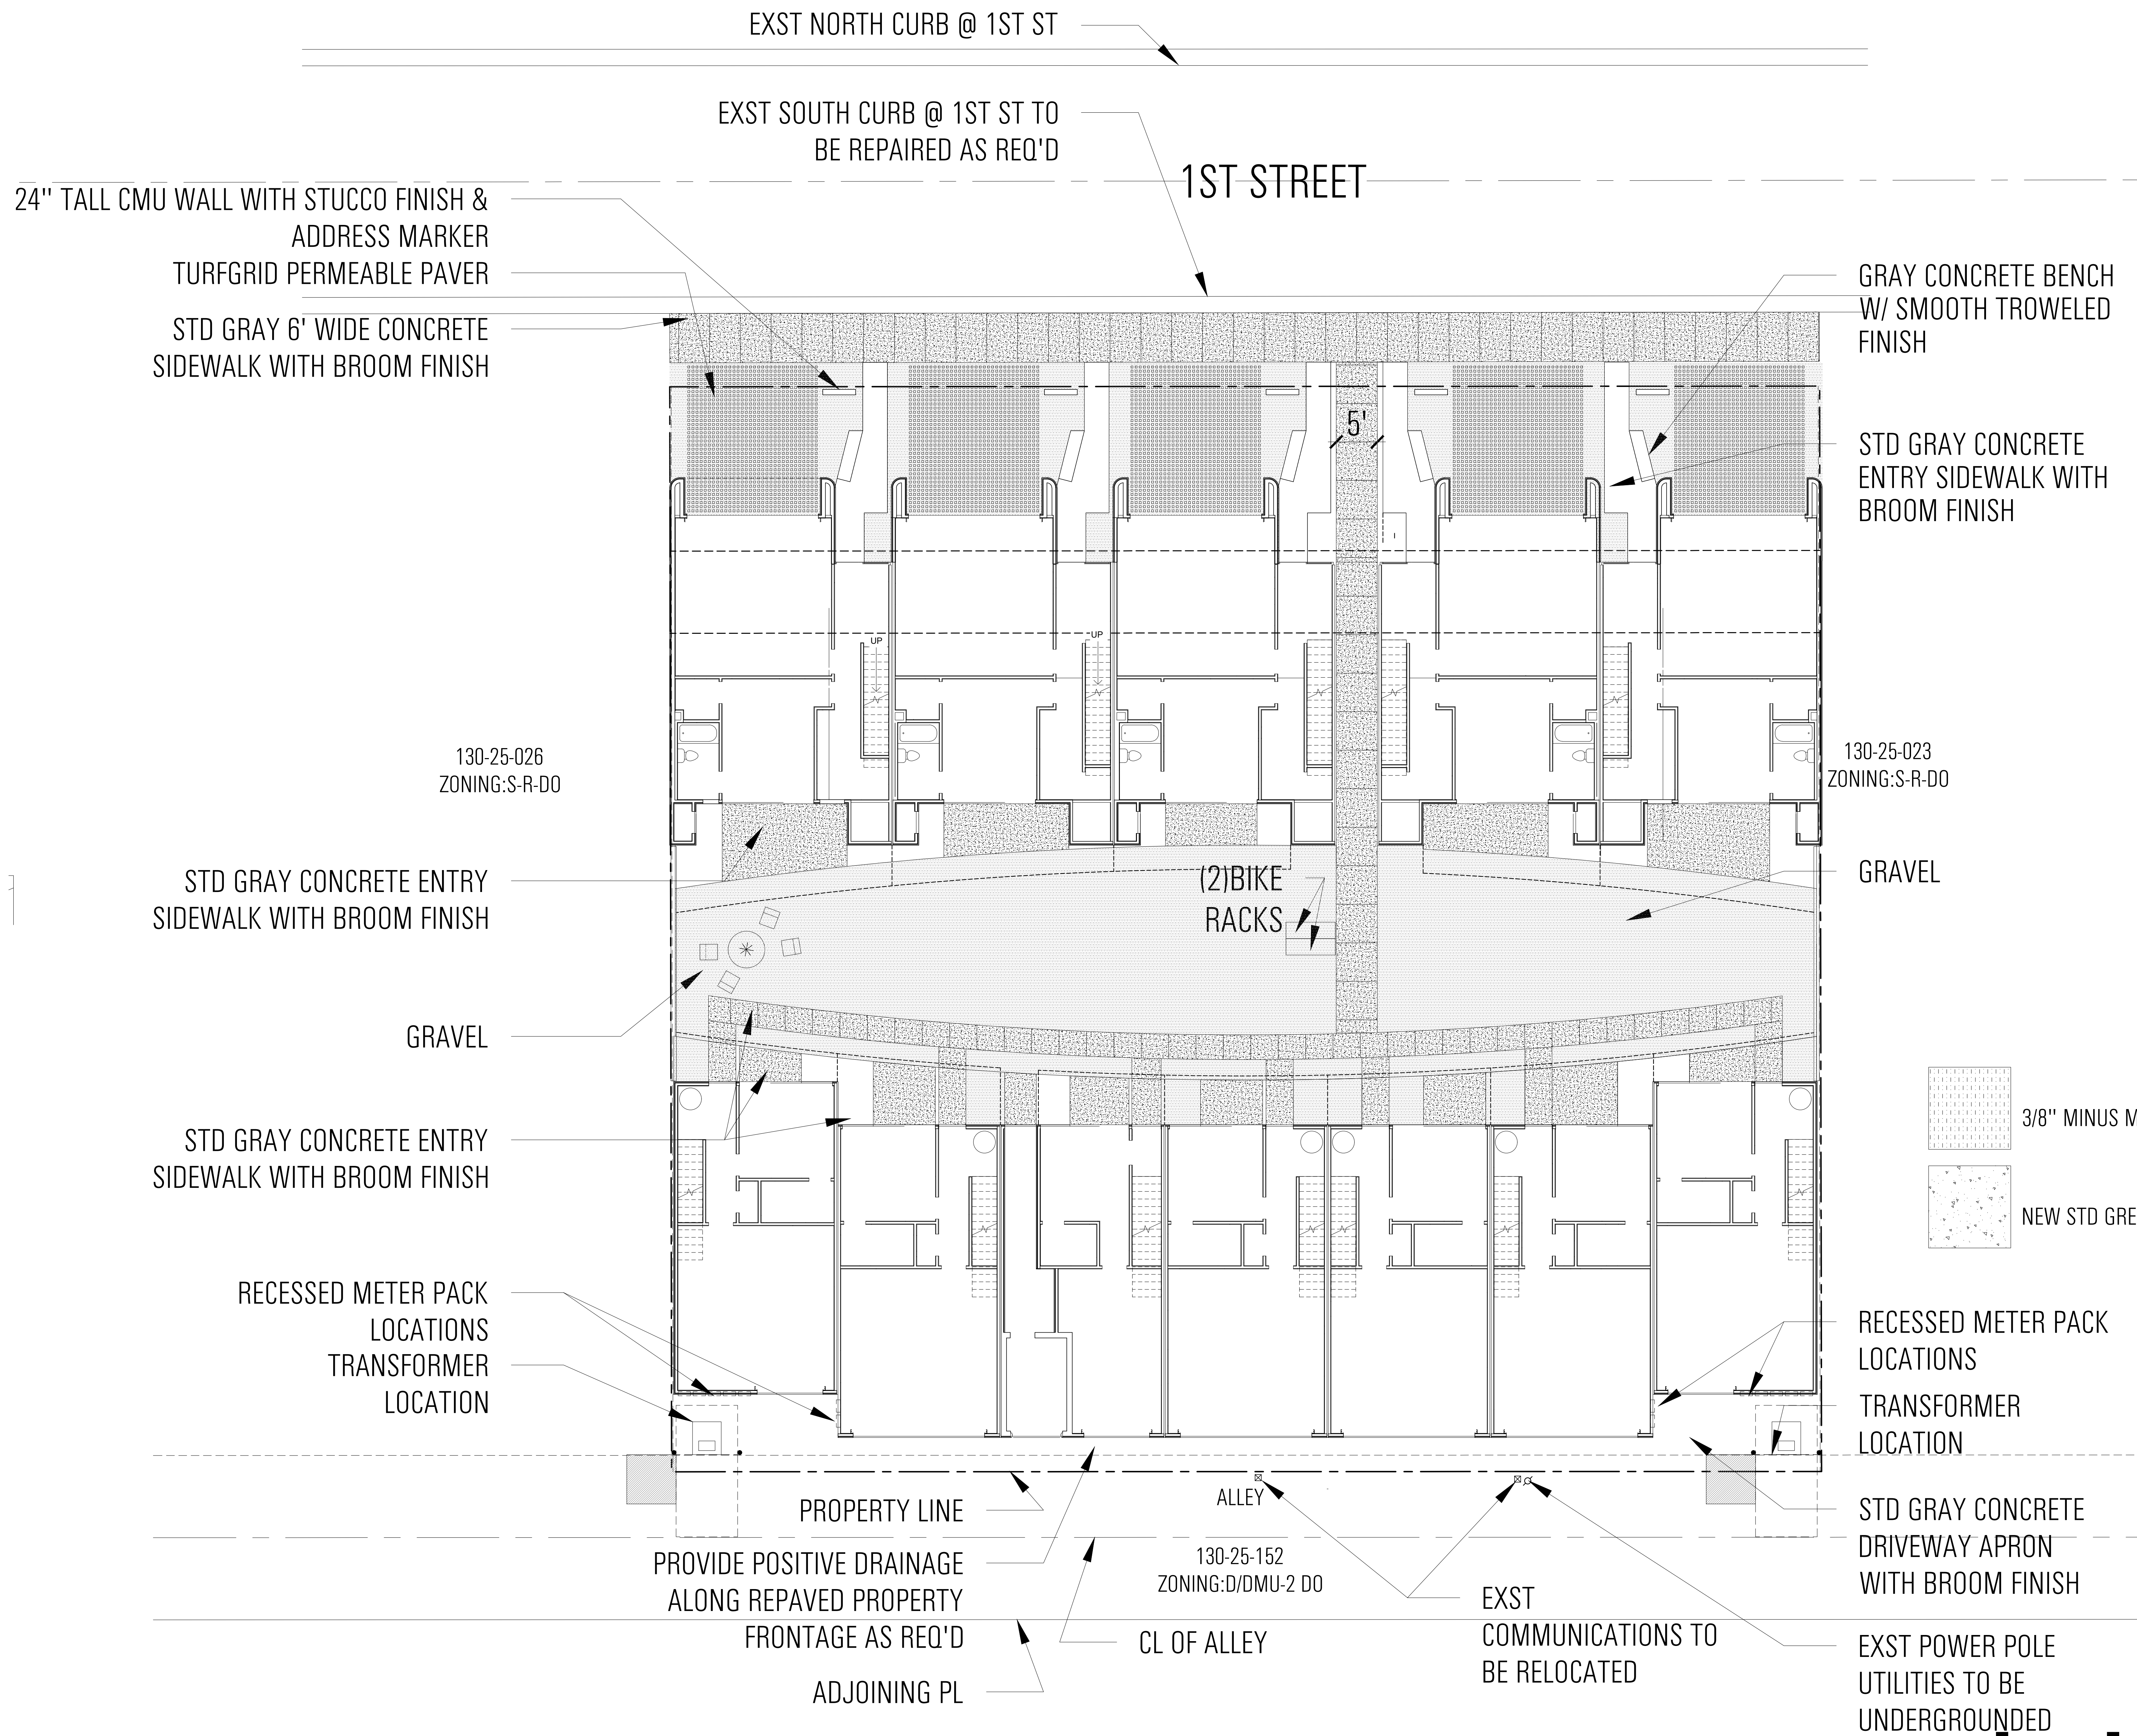 EXST NORTH CURB @ 1ST ST
EXST SOUTH CURB @ 1ST ST TO
BE REPAIRED AS REQ'D
1ST STREET
24" TALL CMU WALL WITH STUCCO FINISH &
ADDRESS MARKER
TURFGRID PERMEABLE PAVER
STD GRAY 6' WIDE CONCRETE
SIDEWALK WITH BROOM FINISH
GRAY CONCRETE BENCH
W/ SMOOTH TROWELED
FINISH
5'
STD GRAY CONCRETE
ENTRY SIDEWALK WITH
BROOM FINISH
UP
UP
130-25-026
ZONING:S-R-DO
130-25-023
ZONING:S-R-DO
STD GRAY CONCRETE ENTRY
SIDEWALK WITH BROOM FINISH
(2)BIKE
RACKS
GRAVEL
GRAVEL
STD GRAY CONCRETE ENTRY
SIDEWALK WITH BROOM FINISH
3/8" MINUS M
NEW STD GRE
RECESSED METER PACK
LOCATIONS
TRANSFORMER
LOCATION
RECESSED METER PACK
LOCATIONS
TRANSFORMER
LOCATION
PROPERTY LINE
ALLEY
STD GRAY CONCRETE
DRIVEWAY APRON
WITH BROOM FINISH
PROVIDE POSITIVE DRAINAGE
ALONG REPAVED PROPERTY
FRONTAGE AS REQ'D
130-25-152
ZONING:D/DMU-2 DO
CL OF ALLEY
EXST
COMMUNICATIONS TO
BE RELOCATED
EXST POWER POLE
UTILITIES TO BE
UNDERGROUNDED
ADJOINING PL